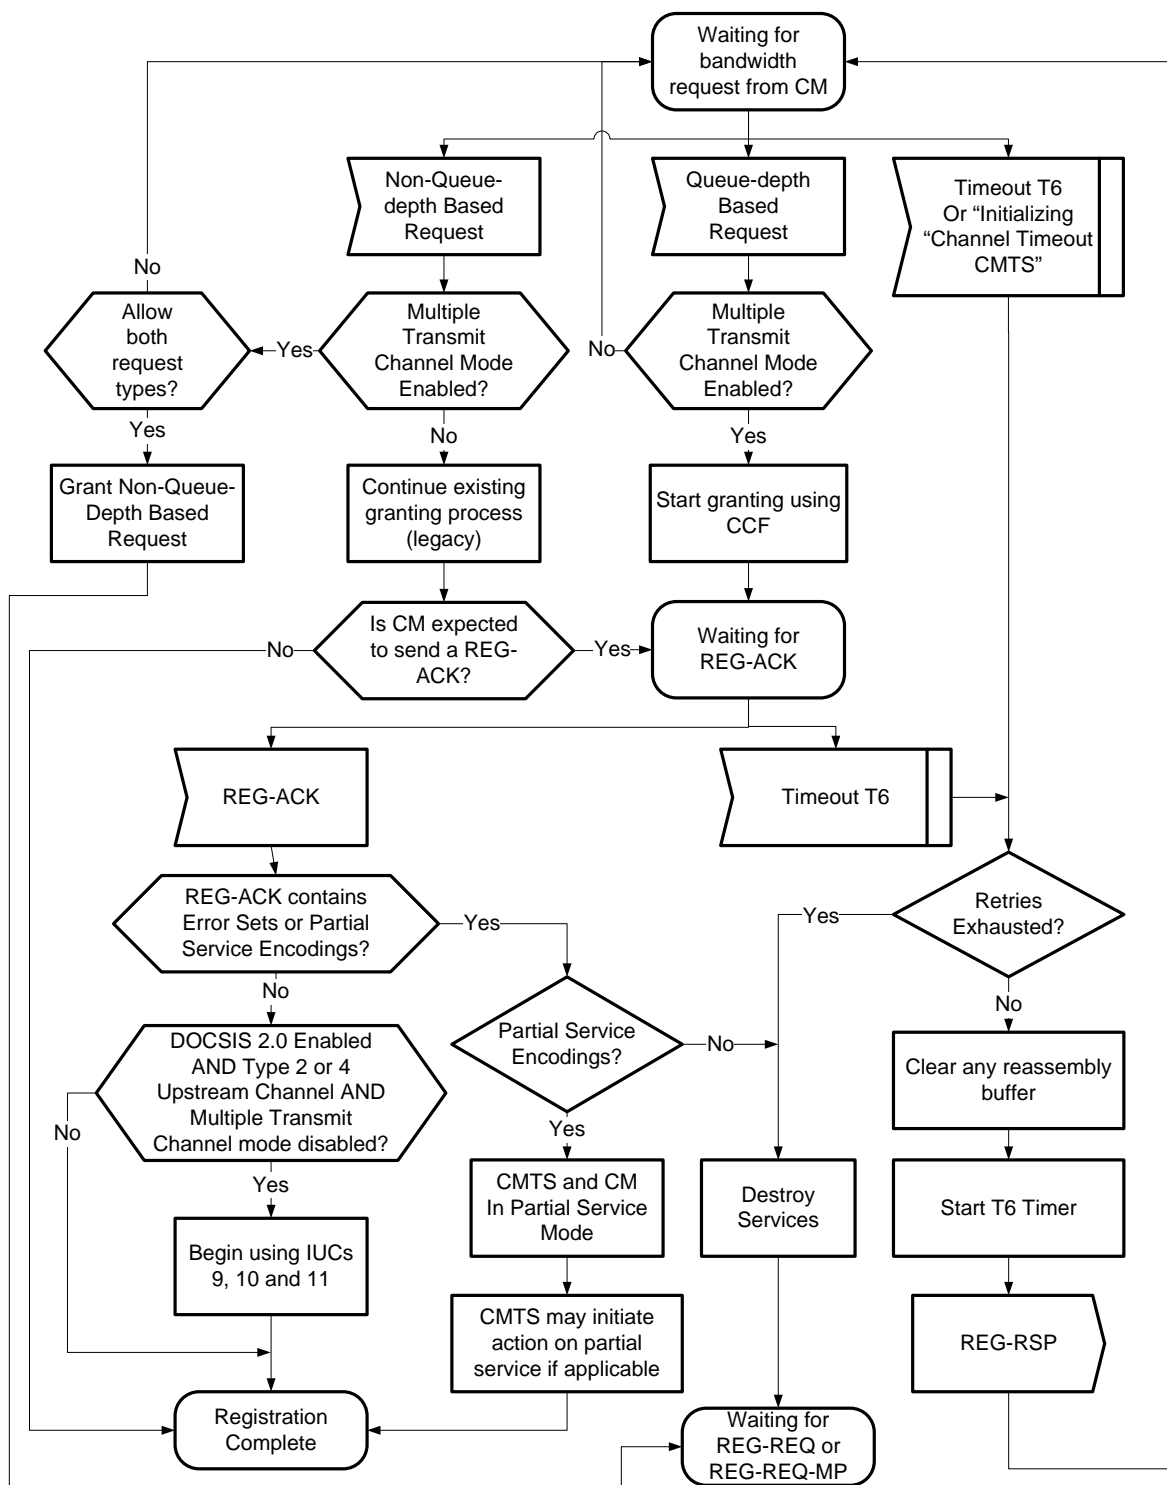 Waiting for
bandwidth
request from CM
Non-Queue-
depth Based
Request
Queue-depth
Based
Request
Timeout T6
Or “Initializing
“Channel Timeout
CMTS”
No
Allow
both
request
types?
Yes
Multiple
Transmit
Channel Mode
Enabled?
No
Multiple
Transmit
Channel Mode
Enabled?
Yes
No
Yes
Grant Non-Queue-
Depth Based
Request
Continue existing
granting process
(legacy)
Start granting using
CCF
No
Is CM expected
to send a REG-
ACK?
Yes
Waiting for
REG-ACK
REG-ACK
Timeout T6
REG-ACK contains
Error Sets or Partial
Service Encodings?
Yes
Yes
Retries
Exhausted?
No
No
DOCSIS 2.0 Enabled
AND Type 2 or 4
Upstream Channel AND
Multiple Transmit
Channel mode disabled?
Partial Service
Encodings?
No
Clear any reassembly
buffer
No
Yes
Yes
CMTS and CM
In Partial Service
Mode
Destroy
Services
Start T6 Timer
Begin using IUCs
9, 10 and 11
CMTS may initiate
action on partial
service if applicable
REG-RSP
Registration
Complete
Waiting for
REG-REQ or
REG-REQ-MP